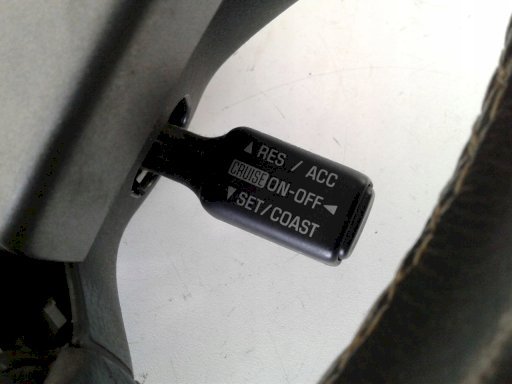 ▲ RES / ACC
CRUISE ON-OFF ◀
▼ SET/COAST